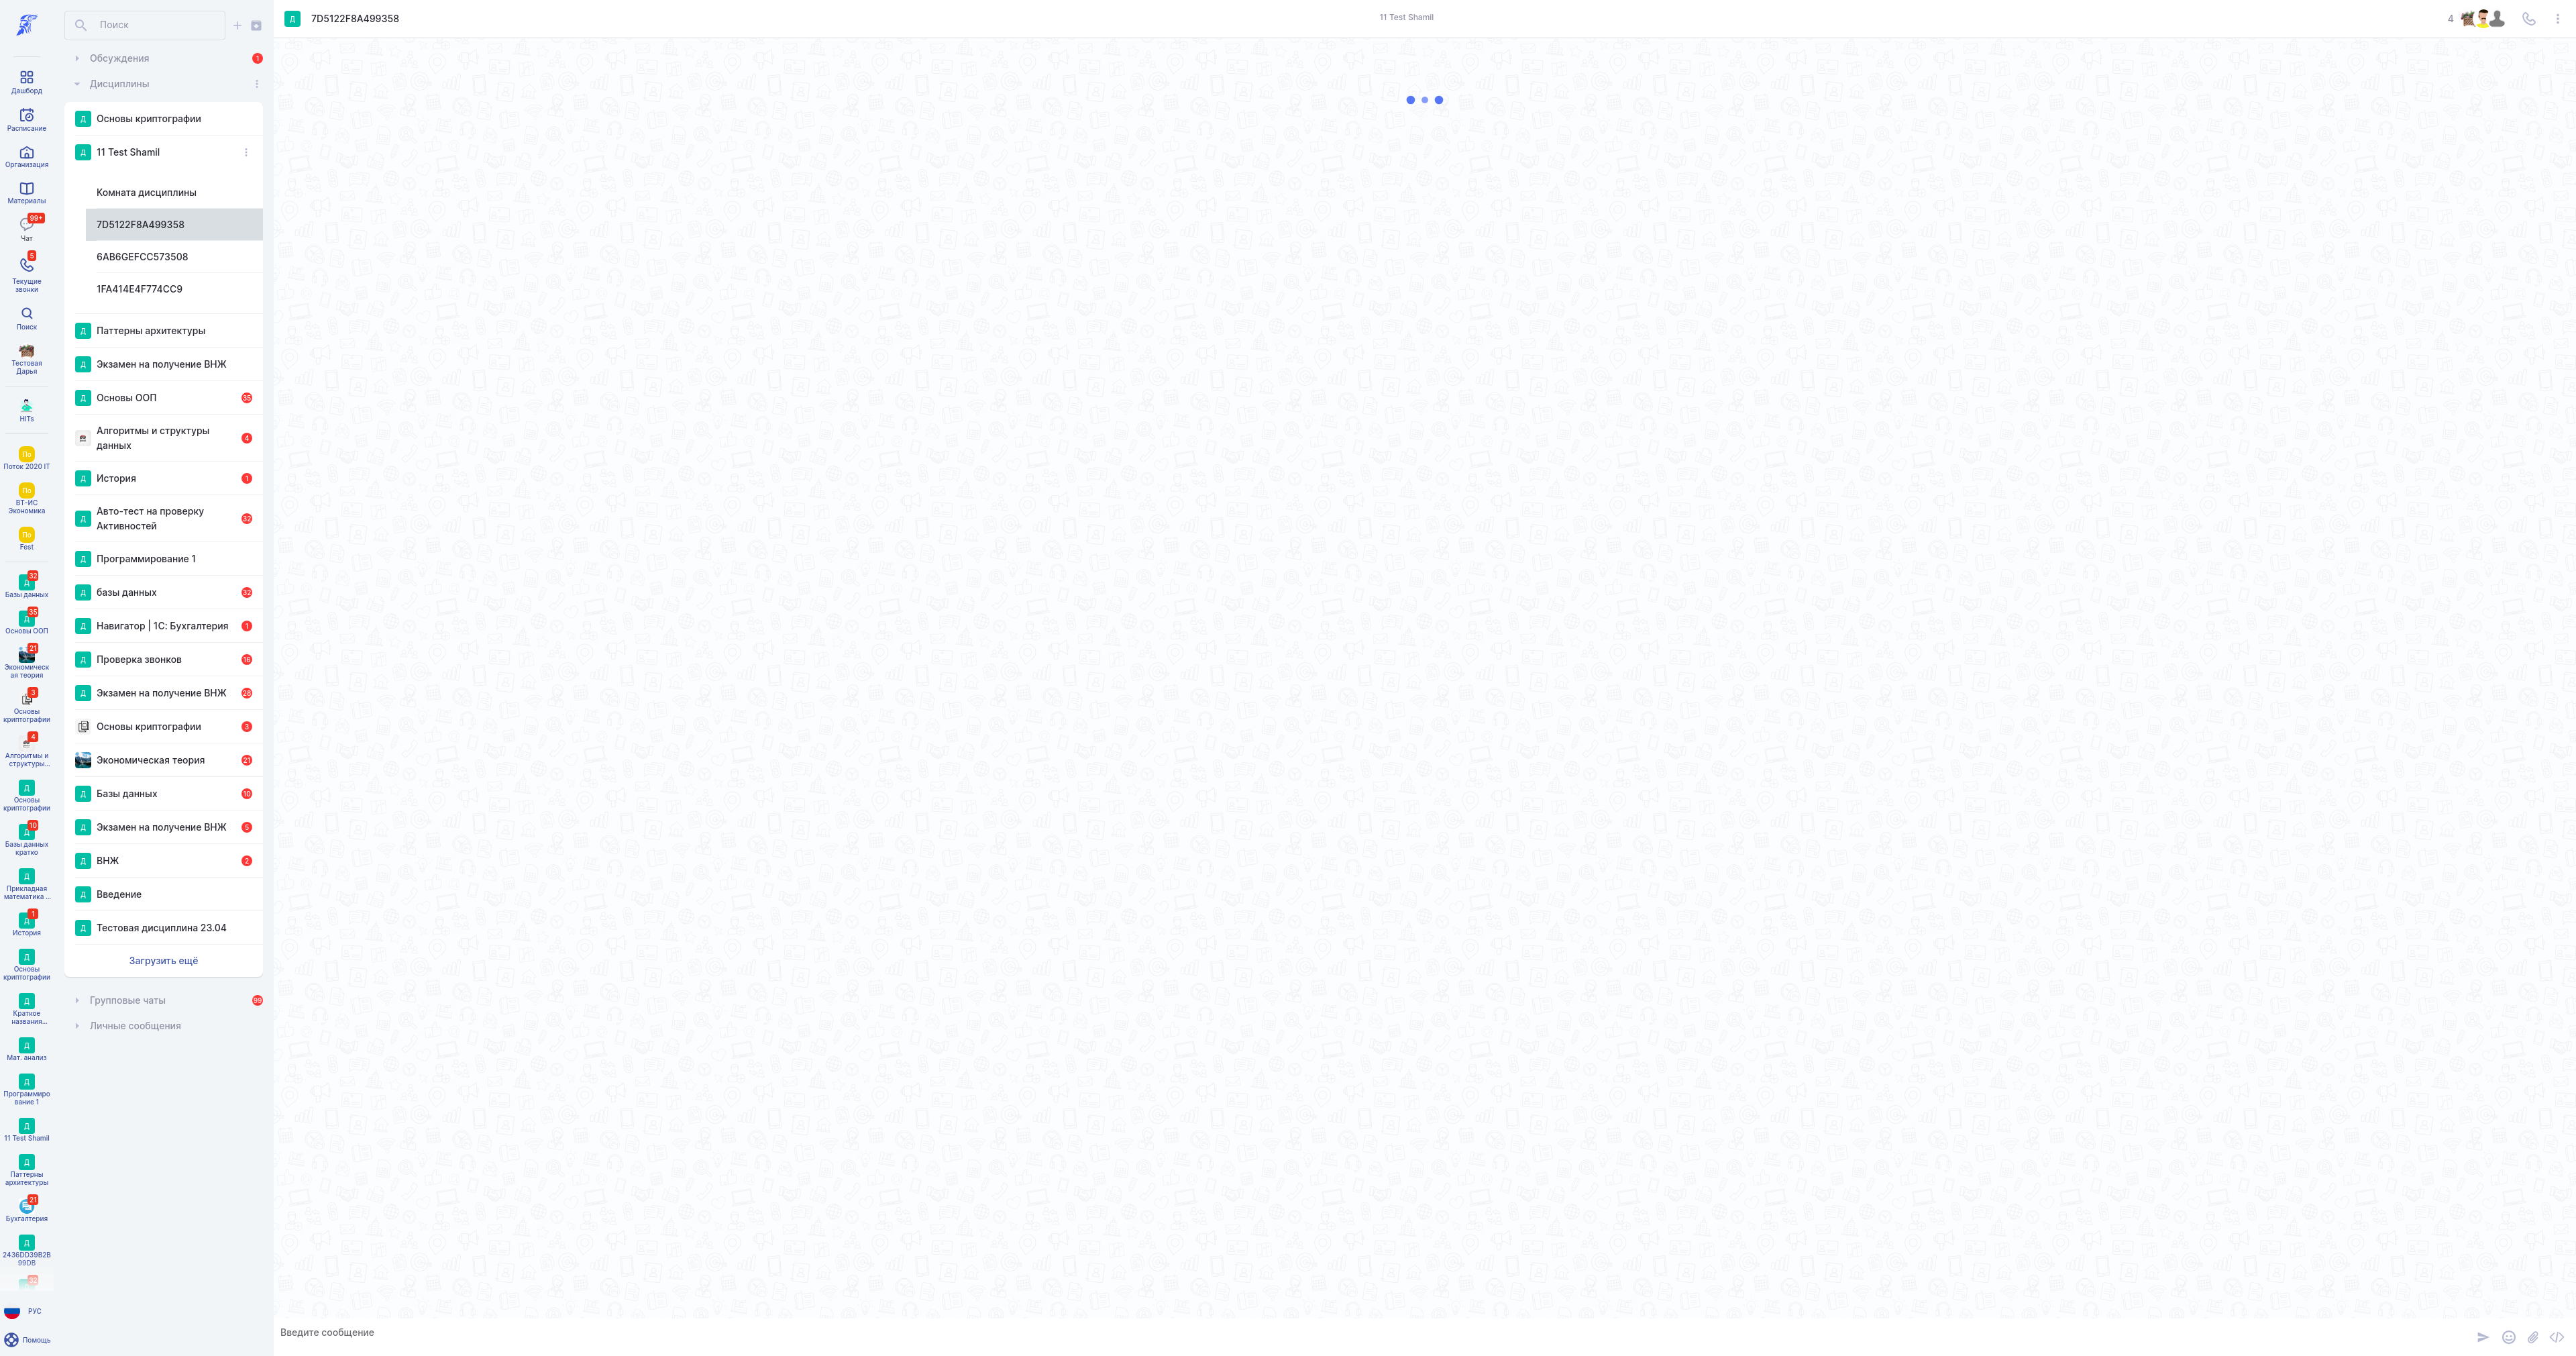 Дашборд
Расписание
Организация
Материалы
99+
Чат
5
Текущие
звонки
Поиск
Тестовая
Дарья
HITs
По
Поток 2020 IT
По
ВТ-ИС
Экономика
По
Fest
32
Д
Базы данных
35
Д
Основы ООП
21
Экономическ
ая теория
3
Основы
криптографии
4
Алгоритмы и
структуры...
Д
Основы
криптографии
10
Д
Базы данных
кратко
Д
Прикладная
математика ...
1
Д
История
Д
Основы
криптографии
Д
Краткое
названия...
Д
Мат. анализ
Д
Программиро
вание 1
Д
11 Test Shamil
Д
Паттерны
архитектуры
21
Бухгалтерия
Д
2436DD39B2B
99DB
32
РУС
Помощь
Поиск
Обсуждения 1
Дисциплины
Д Основы криптографии
Д 11 Test Shamil
Комната дисциплины
7D5122F8A499358
6AB6GEFCC573508
1FA414E4F774CC9
Д Паттерны архитектуры
Д Экзамен на получение ВНЖ
Д Основы ООП 35
Алгоритмы и структуры
данных 4
Д История 1
Д Авто-тест на проверку
Активностей 32
Д Программирование 1
Д базы данных 32
Д Навигатор | 1С: Бухгалтерия 1
Д Проверка звонков 16
Д Экзамен на получение ВНЖ 28
Основы криптографии 3
Экономическая теория 21
Д Базы данных 10
Д Экзамен на получение ВНЖ 5
Д ВНЖ 2
Д Введение
Д Тестовая дисциплина 23.04
Загрузить ещё
Групповые чаты 99
Личные сообщения
Д 7D5122F8A499358
11 Test Shamil
4
Введите сообщение